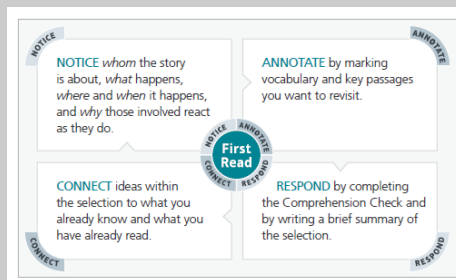 NOTICE
NOTICE whom the story
is about, what happens,
where and when it happens,
and why those involved react
as they do.
ANNOTATE
ANNOTATE by marking
vocabulary and key passages
you want to revisit.
NOTICE
ANNOTATE
First
Read
CONNECT
RESPOND
CONNECT ideas within
the selection to what you
already know and what you
have already read.
CONNECT
RESPOND by completing
the Comprehension Check and
by writing a brief summary of
the selection.
RESPOND